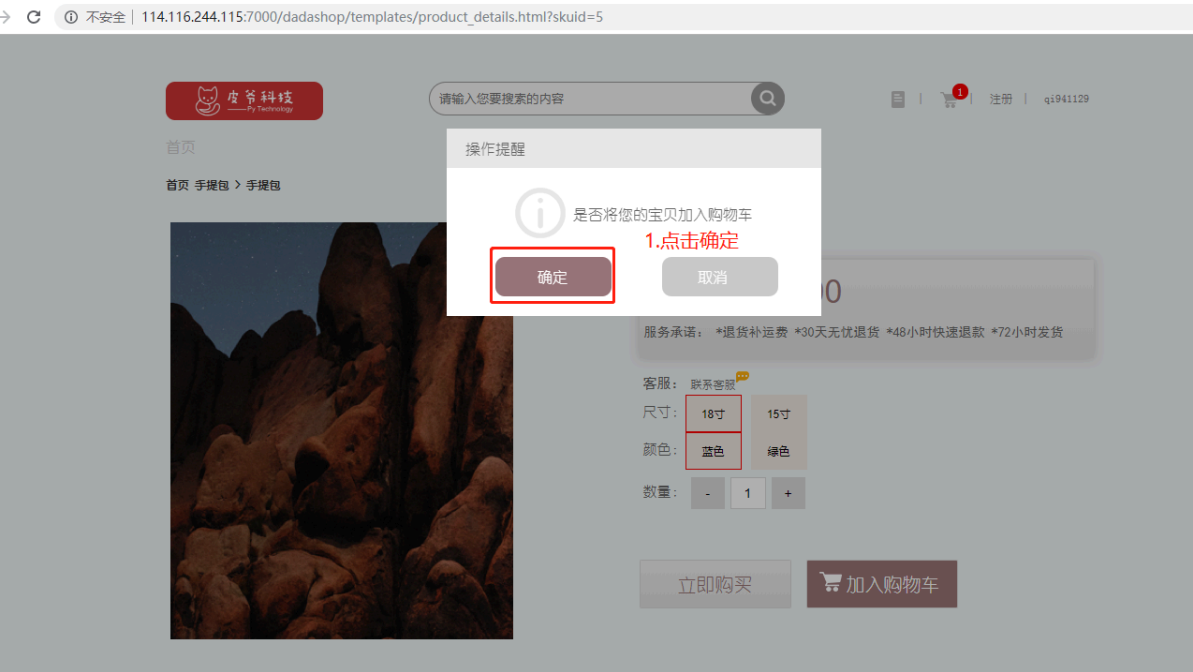 不安全 114.116.244.115:7000/dadashop/templates/product_details.html?skuid=5
皮爷科技
Py Technology
请输入您要搜索的内容
1
注册
qi941129
首页
操作提醒
首页 手提包 > 手提包
是否将您的宝贝加入购物车
1.点击确定
确定 取消
服务承诺: *退货补运费 *30天无忧退货 *48小时快速退款 *72小时发货
客服: 联系客服
尺寸: 18寸 15寸
颜色: 蓝色 绿色
数量: - 1 +
立即购买 加入购物车